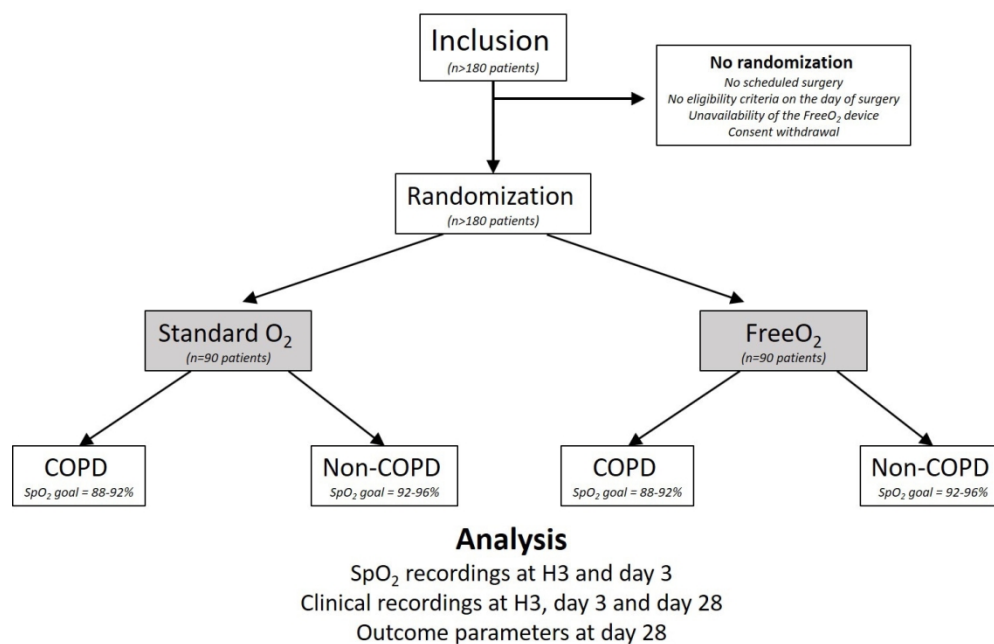 Inclusion
(n>180 patients)
No randomization
No scheduled surgery
No eligibility criteria on the day of surgery
Unavailability of the FreeO₂ device
Consent withdrawal
Randomization
(n>180 patients)
Standard O₂
(n=90 patients)
FreeO₂
(n=90 patients)
COPD
SpO₂ goal = 88-92%
Non-COPD
SpO₂ goal = 92-96%
COPD
SpO₂ goal = 88-92%
Non-COPD
SpO₂ goal = 92-96%
Analysis
SpO₂ recordings at H3 and day 3
Clinical recordings at H3, day 3 and day 28
Outcome parameters at day 28